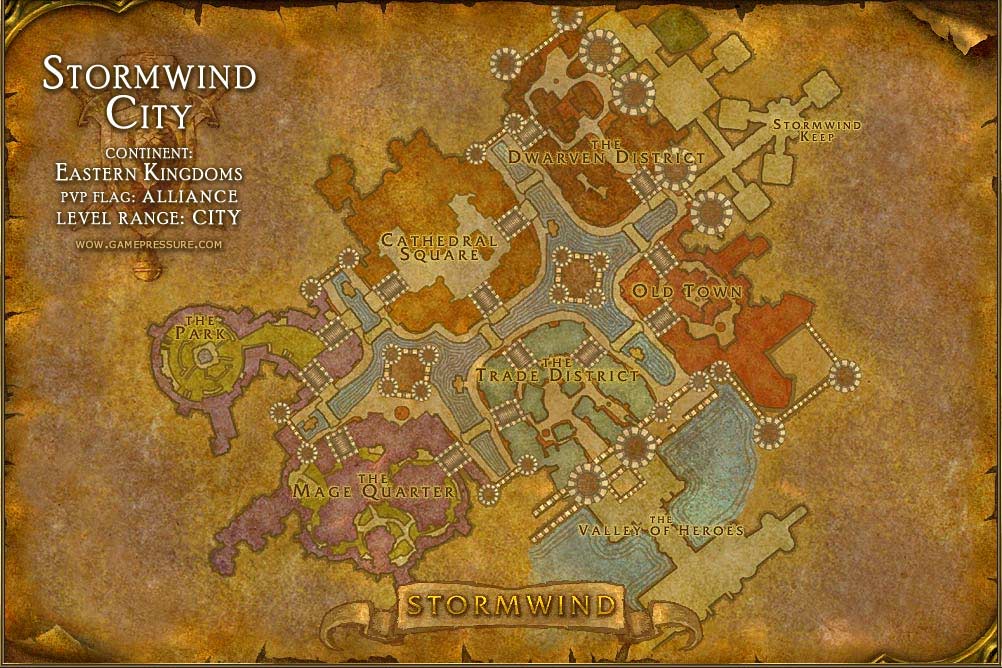 STORMWIND
CITY
CONTINENT:
EASTERN KINGDOMS
PVP FLAG: ALLIANCE
LEVEL RANGE: CITY
WOW.GAMEPRESSURE.COM
STORMWIND
KEEP
THE
DWARVEN DISTRICT
CATHEDRAL
SQUARE
OLD TOWN
THE
PARK
THE
TRADE DISTRICT
THE
MAGE QUARTER
THE
VALLEY OF HEROES
STORMWIND